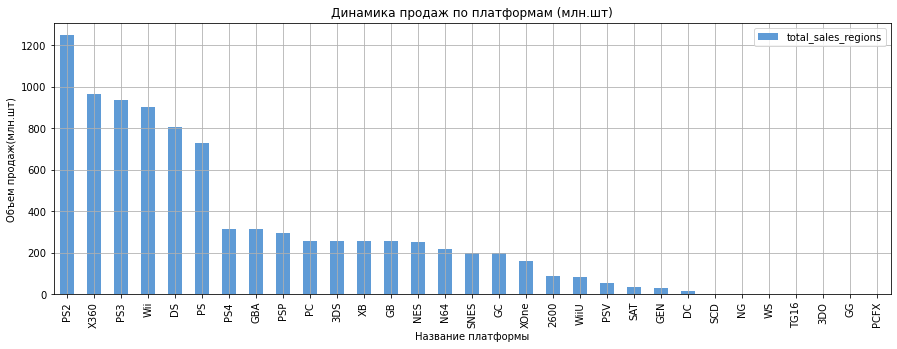 Динамика продаж по платформам (млн.шт)
total_sales_regions
Объем продаж(млн.шт)
1200
1000
800
600
400
200
0
PS2
X360
PS3
Wii
DS
PS
PS4
GBA
PSP
PC
3DS
XB
GB
NES
N64
SNES
GC
XOne
2600
WiiU
PSV
SAT
GEN
DC
SCD
NG
WS
TG16
3DO
GG
PCFX
Название платформы